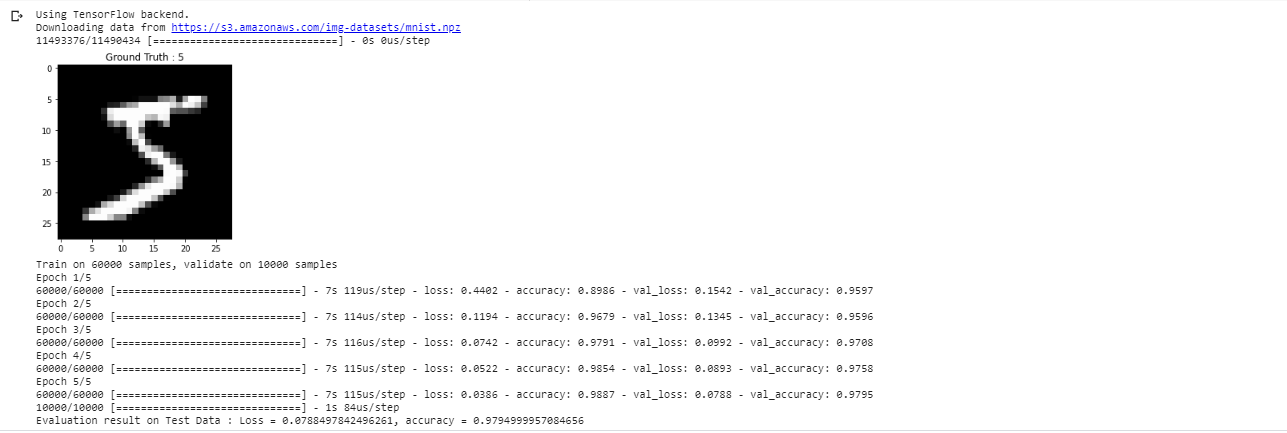 Using TensorFlow backend.
Downloading data from https://s3.amazonaws.com/img-datasets/mnist.npz
11493376/11490434 [==============================] - 0s 0us/step
Ground Truth : 5
0
5
10
15
20
25
0 5 10 15 20 25
Train on 60000 samples, validate on 10000 samples
Epoch 1/5
60000/60000 [==============================] - 7s 119us/step - loss: 0.4402 - accuracy: 0.8986 - val_loss: 0.1542 - val_accuracy: 0.9597
Epoch 2/5
60000/60000 [==============================] - 7s 114us/step - loss: 0.1194 - accuracy: 0.9679 - val_loss: 0.1345 - val_accuracy: 0.9596
Epoch 3/5
60000/60000 [==============================] - 7s 116us/step - loss: 0.0742 - accuracy: 0.9791 - val_loss: 0.0992 - val_accuracy: 0.9708
Epoch 4/5
60000/60000 [==============================] - 7s 115us/step - loss: 0.0522 - accuracy: 0.9854 - val_loss: 0.0893 - val_accuracy: 0.9758
Epoch 5/5
60000/60000 [==============================] - 7s 115us/step - loss: 0.0386 - accuracy: 0.9887 - val_loss: 0.0788 - val_accuracy: 0.9795
10000/10000 [==============================] - 1s 84us/step
Evaluation result on Test Data : Loss = 0.0788497842496261, accuracy = 0.9794999957084656